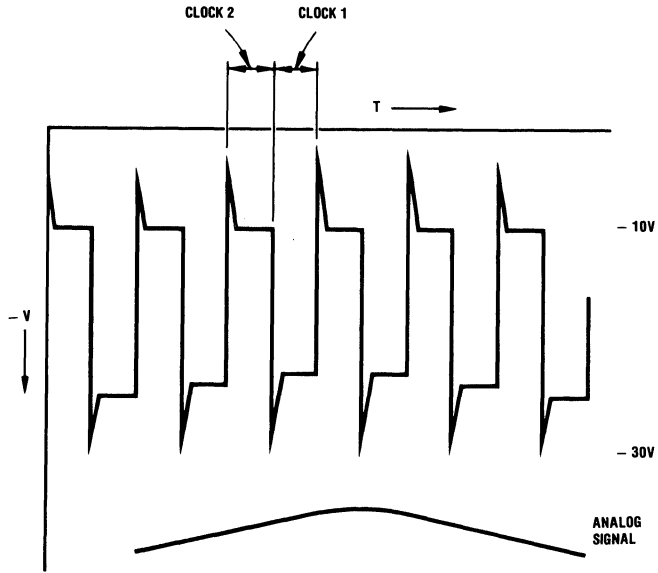 CLOCK 2
CLOCK 1
T
– 10V
– V
– 30V
ANALOG
SIGNAL